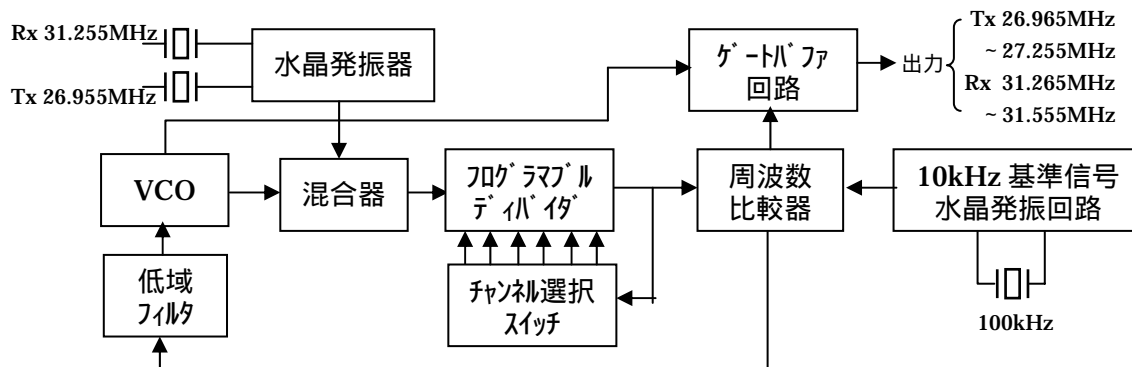 Rx 31.255MHz
Tx 26.955MHz
水晶発振器
ｹﾞｰﾄﾊﾞﾌｧ
回路
出力
Tx 26.965MHz
~ 27.255MHz
Rx 31.265MHz
~ 31.555MHz
VCO
混合器
ﾌﾟﾛｸﾞﾗﾏﾌﾞﾙ
ﾃﾞｨﾊﾞｲﾀﾞ
周波数
比較器
10kHz 基準信号
水晶発振回路
低域
ﾌｨﾙﾀ
ﾁｬﾝﾈﾙ選択
ｽｲｯﾁ
100kHz